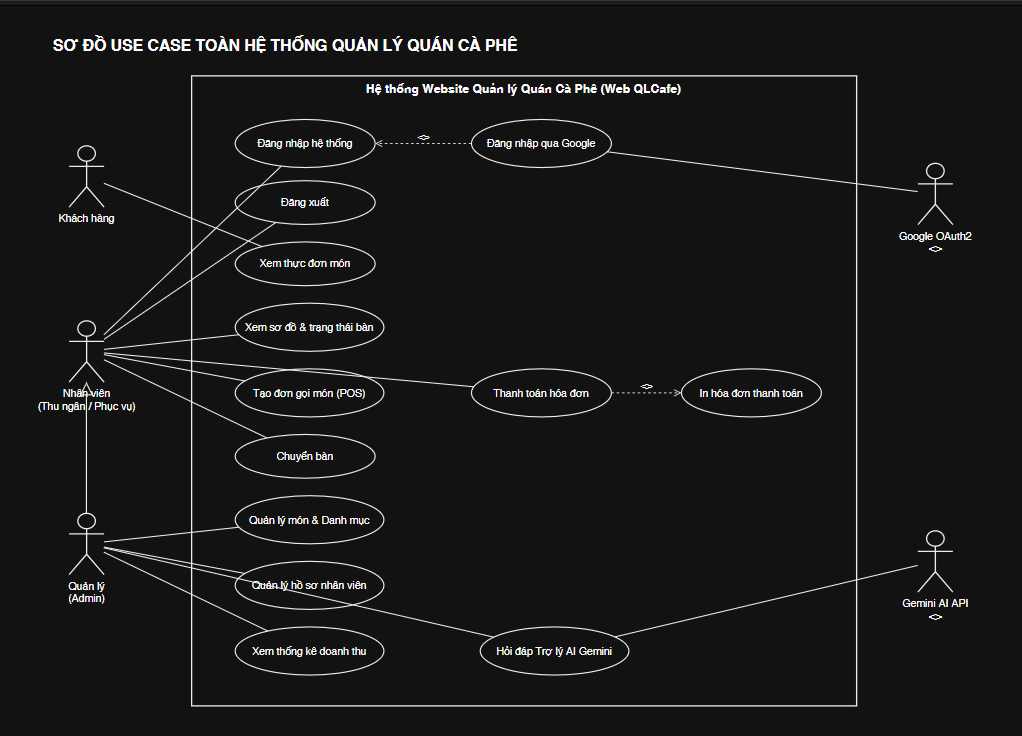 SƠ ĐỒ USE CASE TOÀN HỆ THỐNG QUẢN LÝ QUÁN CÀ PHÊ
Hệ thống Website Quản lý Quán Cà Phê (Web QLCafe)
Đăng nhập hệ thống
<>
Đăng nhập qua Google
Đăng xuất
Khách hàng
Google OAuth2
<>
Xem thực đơn món
Xem sơ đồ & trạng thái bàn
Nhân viên
(Thu ngân / Phục vụ)
Tạo đơn gọi món (POS)
Thanh toán hóa đơn
<>
In hóa đơn thanh toán
Chuyển bàn
Quản lý món & Danh mục
Quản lý
(Admin)
Quản lý hồ sơ nhân viên
Gemini AI API
<>
Xem thống kê doanh thu
Hỏi đáp Trợ lý AI Gemini